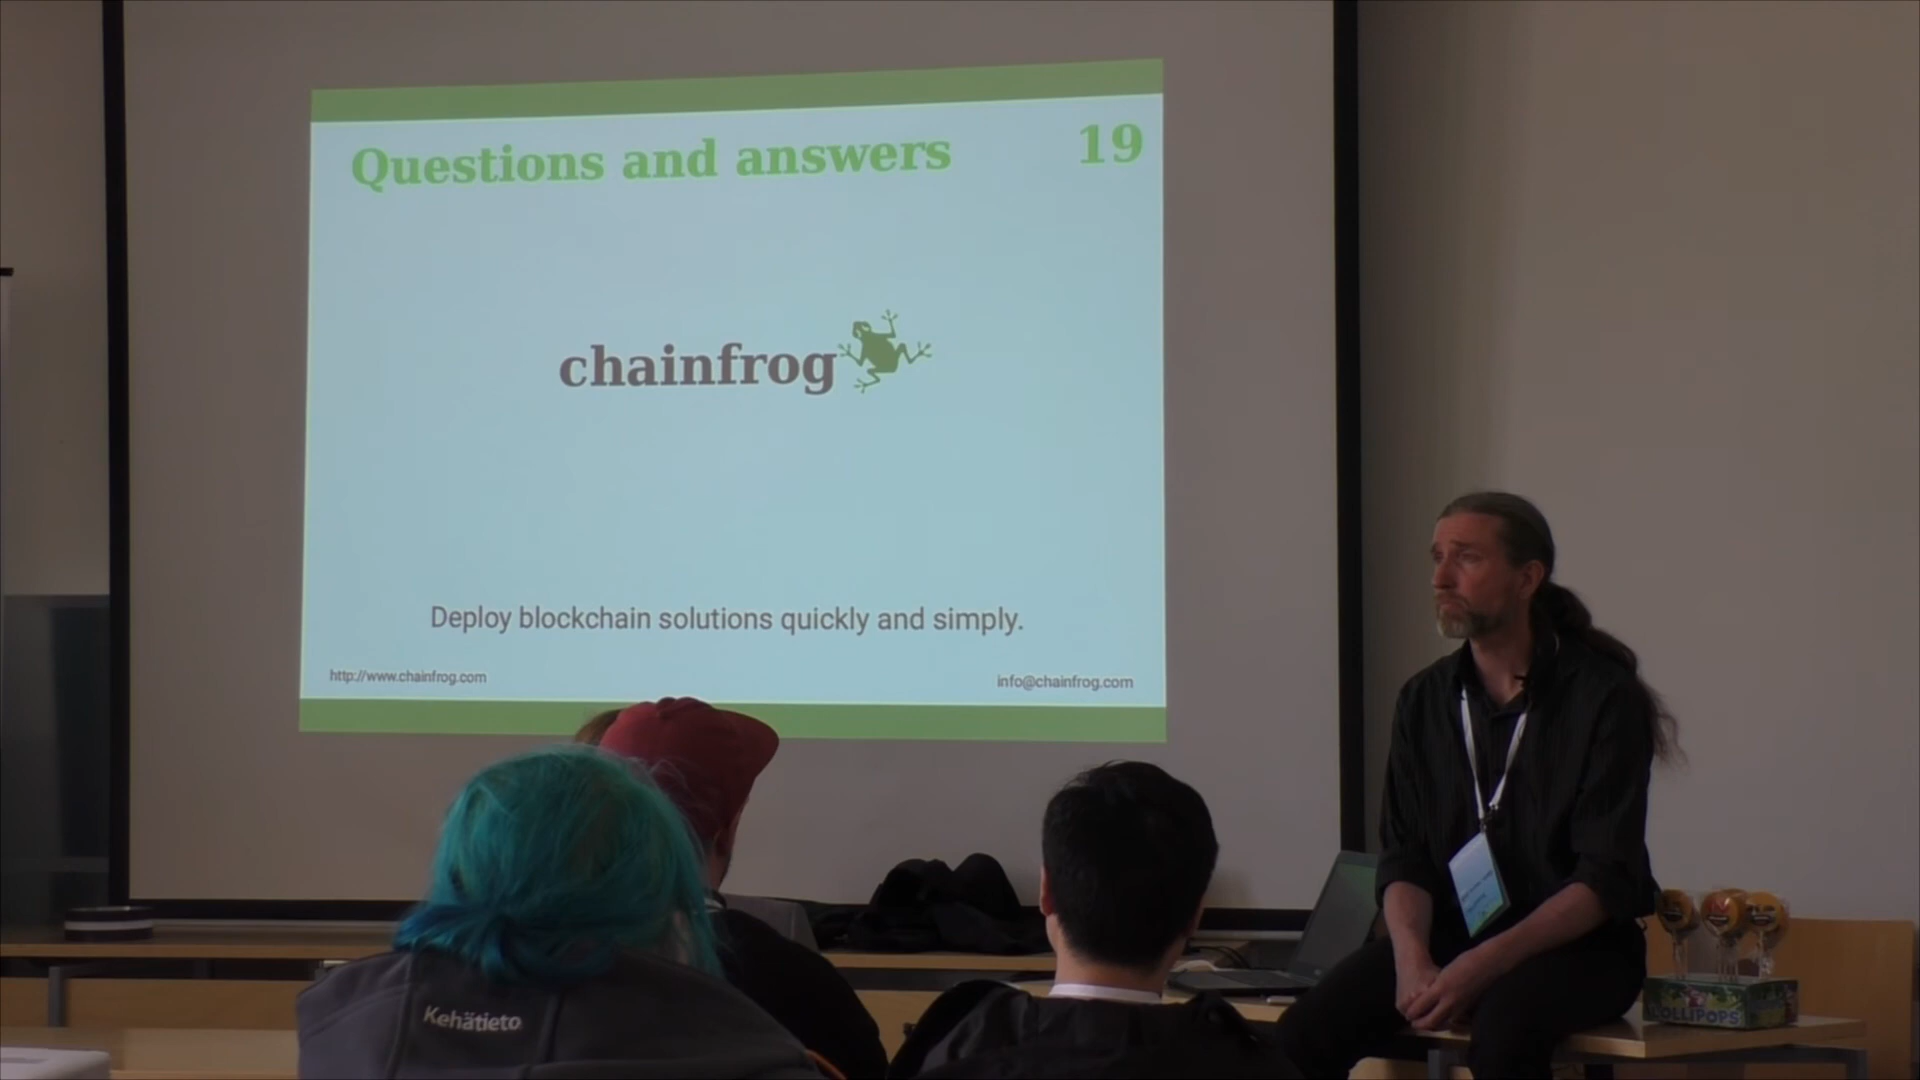 Questions and answers
19
chainfrog
Deploy blockchain solutions quickly and simply.
http://www.chainfrog.com
info@chainfrog.com
Kehätieto
LOLLIPOPS